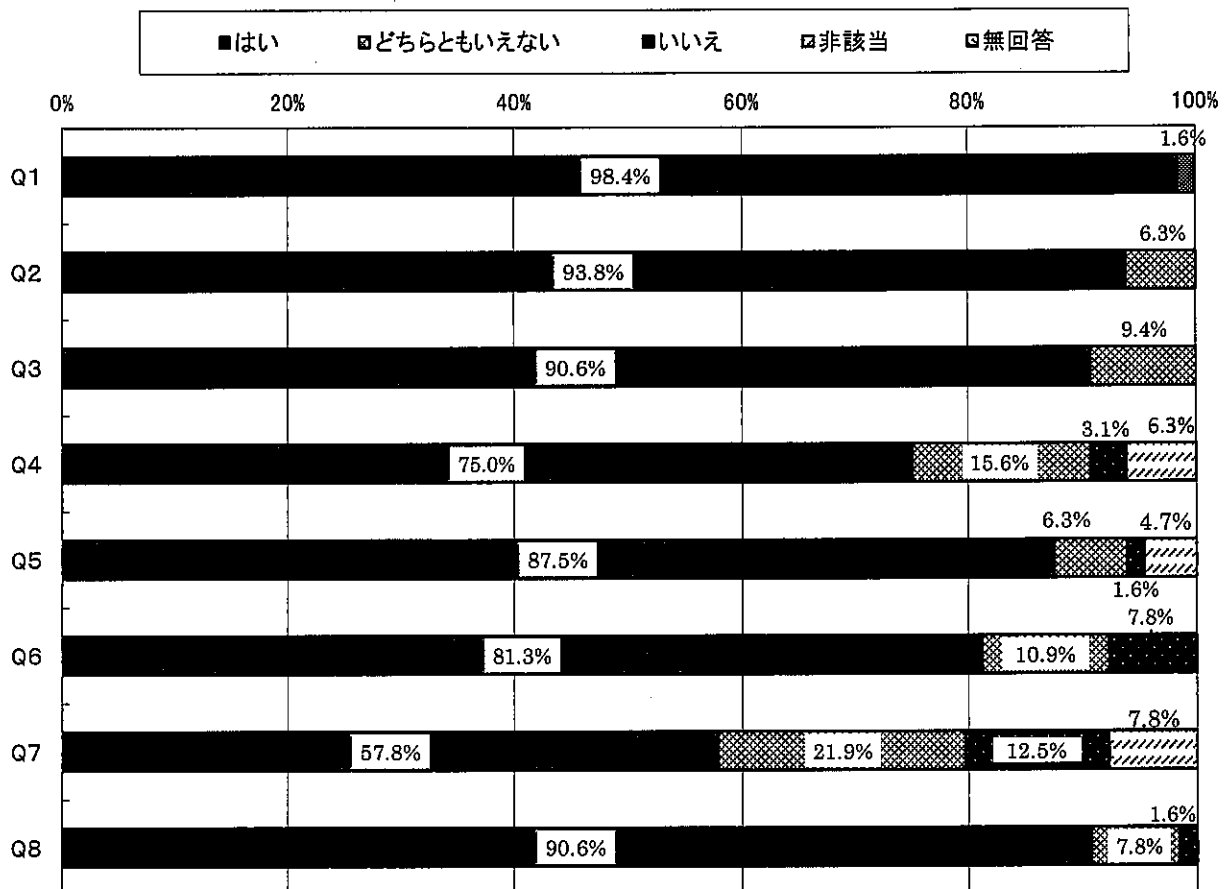 ■はい ▩どちらともいえない ■いいえ ▨非該当 ▧無回答
0% 20% 40% 60% 80% 100%
1.6%
Q1 98.4%
6.3%
Q2 93.8%
9.4%
Q3 90.6%
3.1% 6.3%
Q4 75.0% 15.6%
6.3% 4.7%
Q5 87.5%
1.6%
7.8%
Q6 81.3% 10.9%
7.8%
Q7 57.8% 21.9% 12.5%
1.6%
Q8 90.6% 7.8%